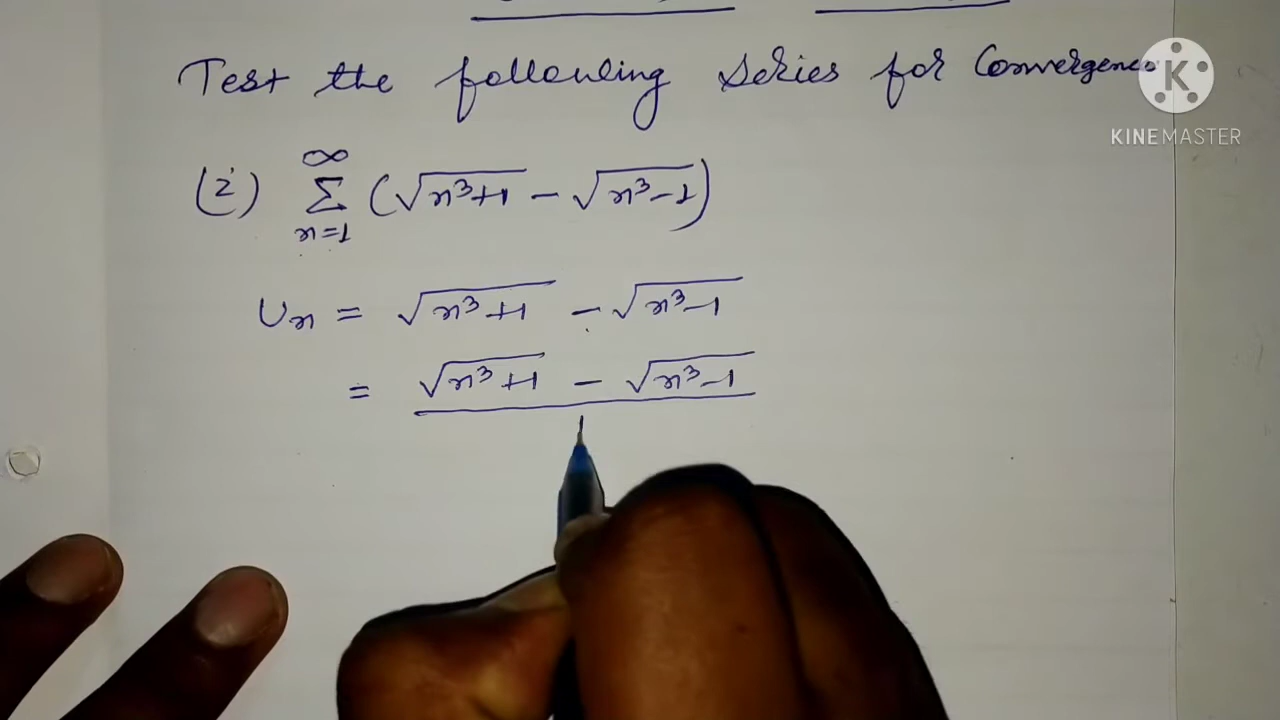 Test the following series for Convergence
K
KINEMASTER
(2) ∞ Σ n=1 (√n³+1 − √n³−1)
Un = √n³+1 − √n³−1
= √n³+1 − √n³−1
1